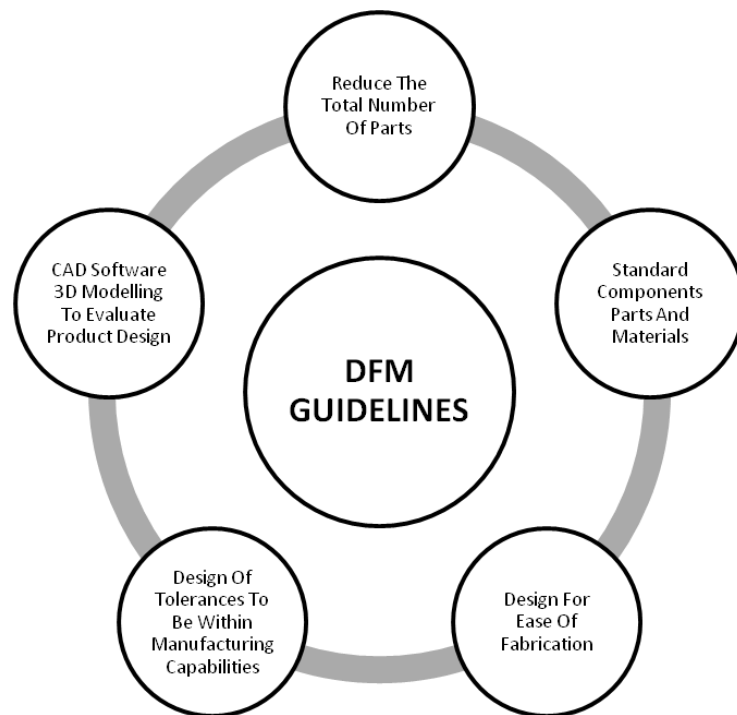 Reduce The
Total Number
Of Parts
CAD Software
3D Modelling
To Evaluate
Product Design
Standard
Components
Parts And
Materials
DFM
GUIDELINES
Design Of
Tolerances To
Be Within
Manufacturing
Capabilities
Design For
Ease Of
Fabrication